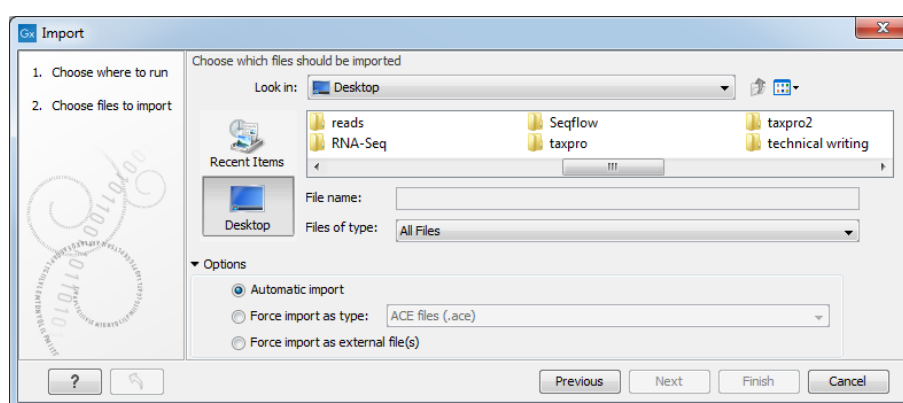 Gx Import
X
1. Choose where to run
2. Choose files to import
Choose which files should be imported
Look in: Desktop
reads
RNA-Seq
Seqflow
taxpro
taxpro2
technical writing
Recent Items
Desktop
File name:
Files of type: All Files
Options
Automatic import
Force import as type: ACE files (.ace)
Force import as external file(s)
? Previous Next Finish Cancel